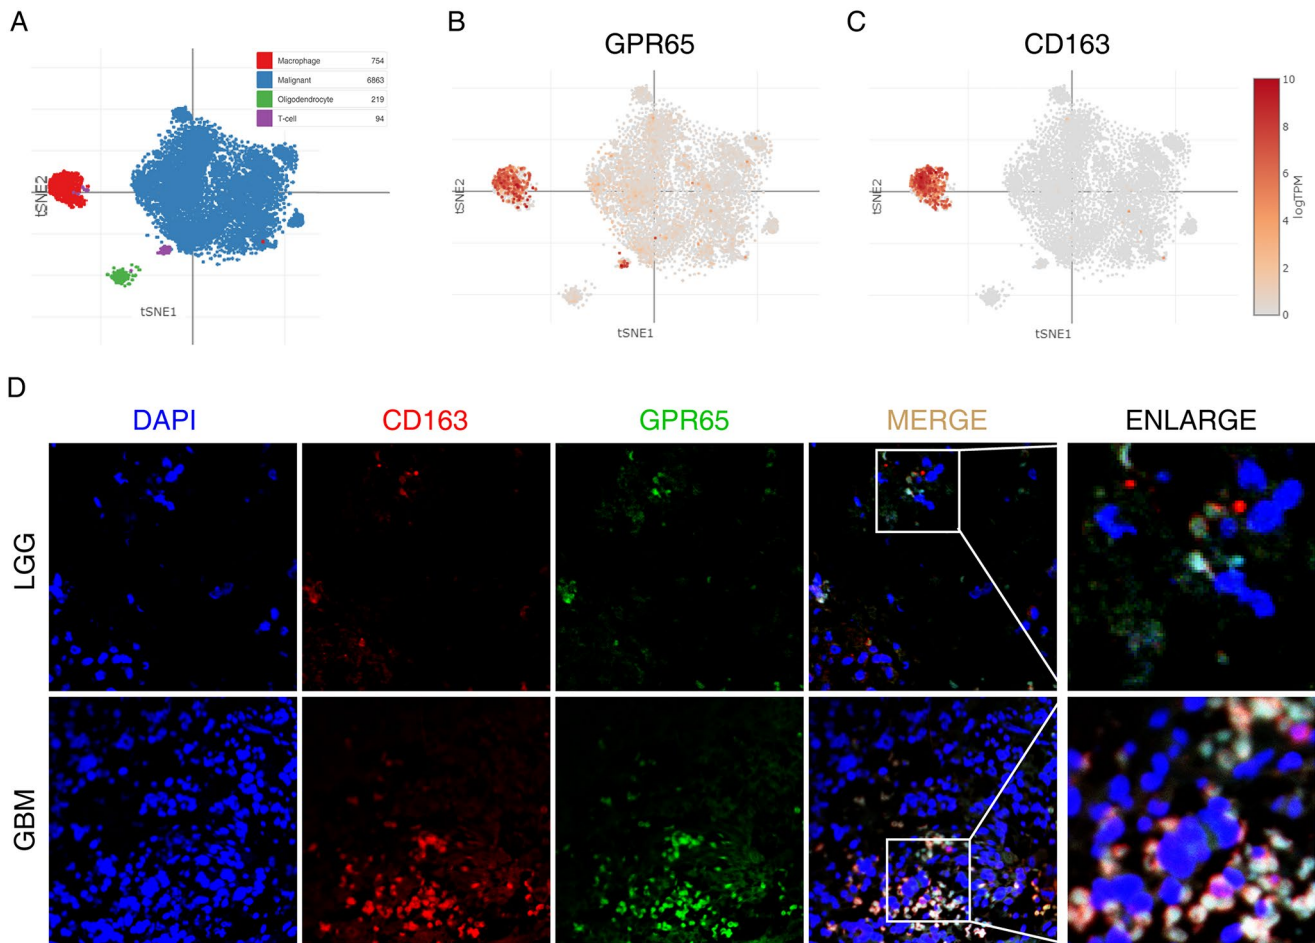 A
B
C
GPR65
CD163
Macrophage 754
Malignant 6863
Oligodendrocyte 219
T-cell 94
tSNE2
tSNE1
tSNE2
tSNE1
tSNE2
tSNE1
10
8
6
4
2
0
logTPM
D
DAPI CD163 GPR65 MERGE ENLARGE
LGG
GBM